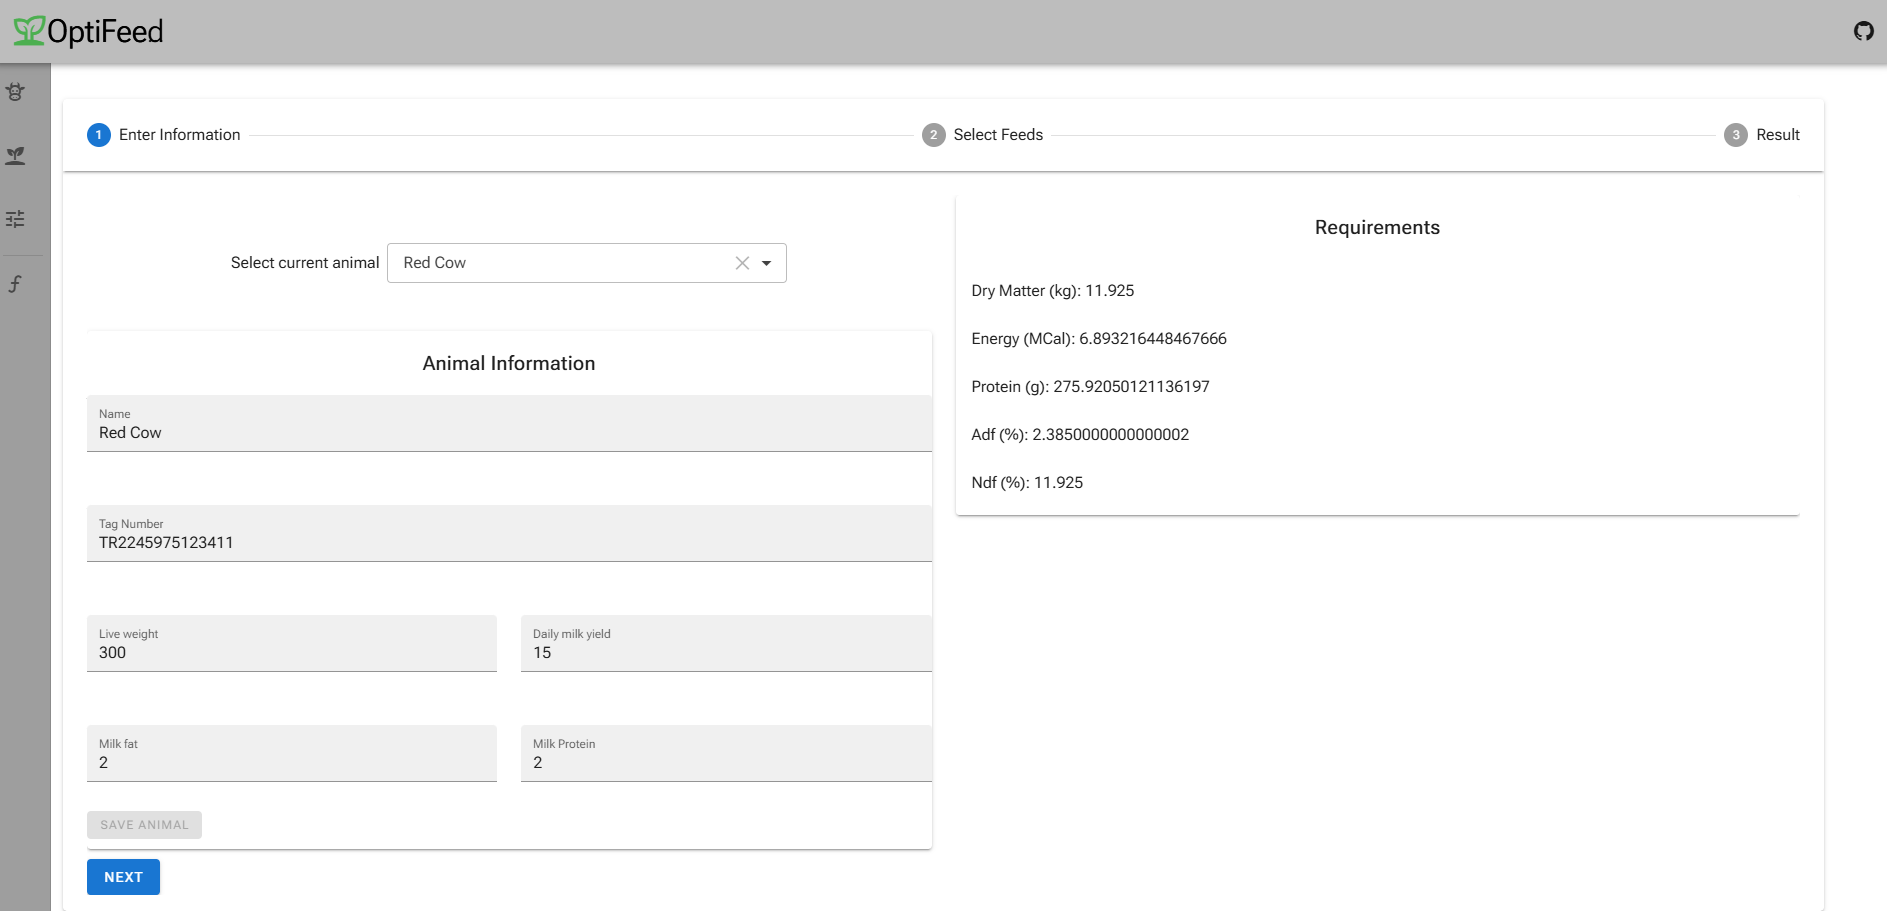 OptiFeed
1 Enter Information
2 Select Feeds
3 Result
Select current animal Red Cow
Animal Information
Name
Red Cow
Tag Number
TR2245975123411
Live weight
300
Daily milk yield
15
Milk fat
2
Milk Protein
2
SAVE ANIMAL
NEXT
Requirements
Dry Matter (kg): 11.925
Energy (MCal): 6.893216448467666
Protein (g): 275.92050121136197
Adf (%): 2.3850000000000002
Ndf (%): 11.925